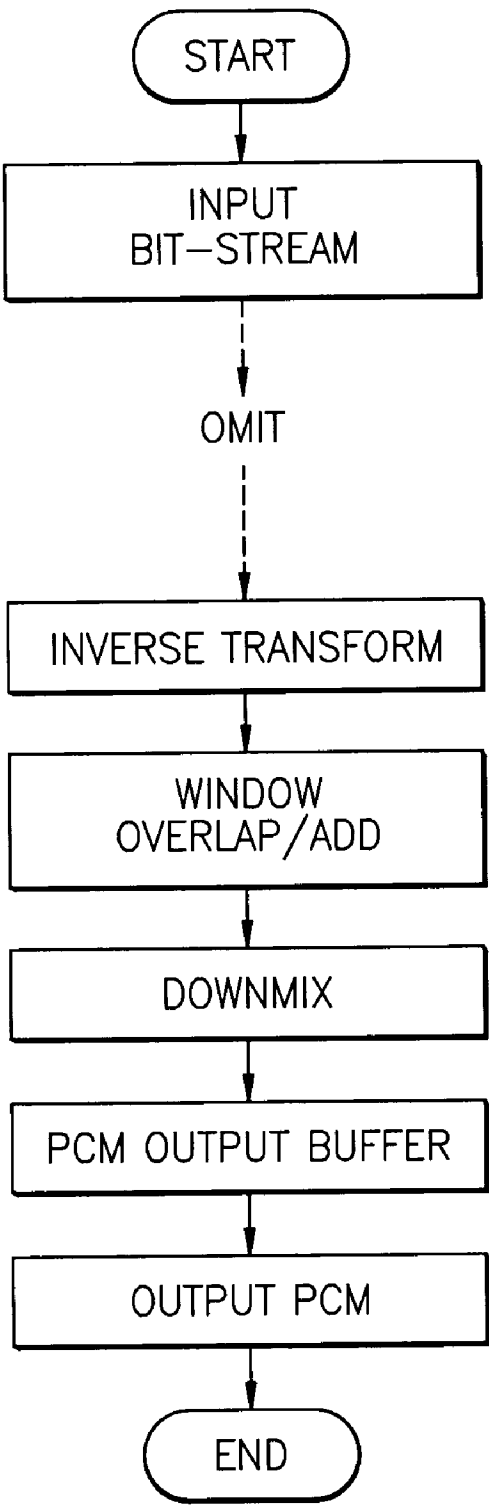 START
INPUT
BIT-STREAM
OMIT
INVERSE TRANSFORM
WINDOW
OVERLAP/ADD
DOWNMIX
PCM OUTPUT BUFFER
OUTPUT PCM
END